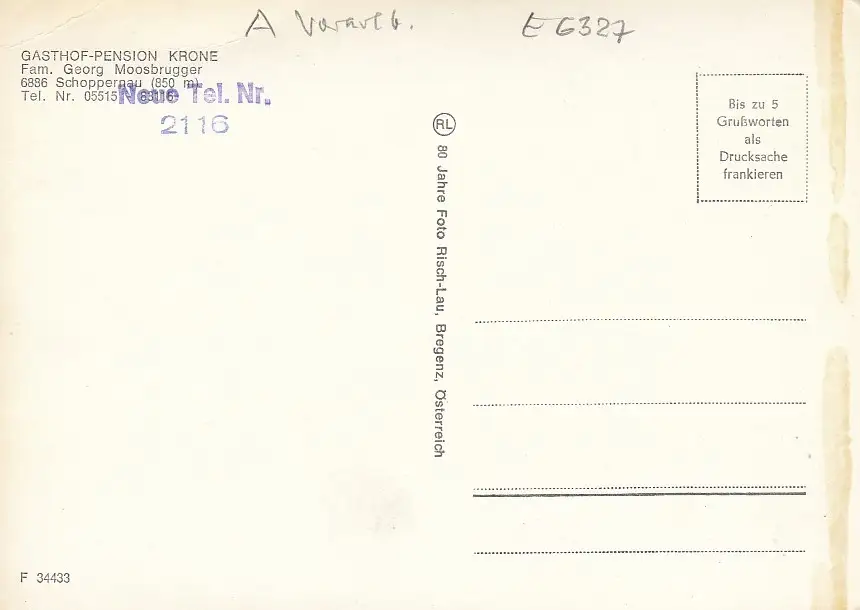 A Vorarlb. E 6327
GASTHOF-PENSION KRONE
Fam. Georg Moosbrugger
6886 Schoppernau (850 m)
Tel. Nr. 05515
Neue Tel. Nr.
2116
RL
80 Jahre Foto Risch-Lau, Bregenz, Österreich
Bis zu 5
Grußworten
als
Drucksache
frankieren
F 34433